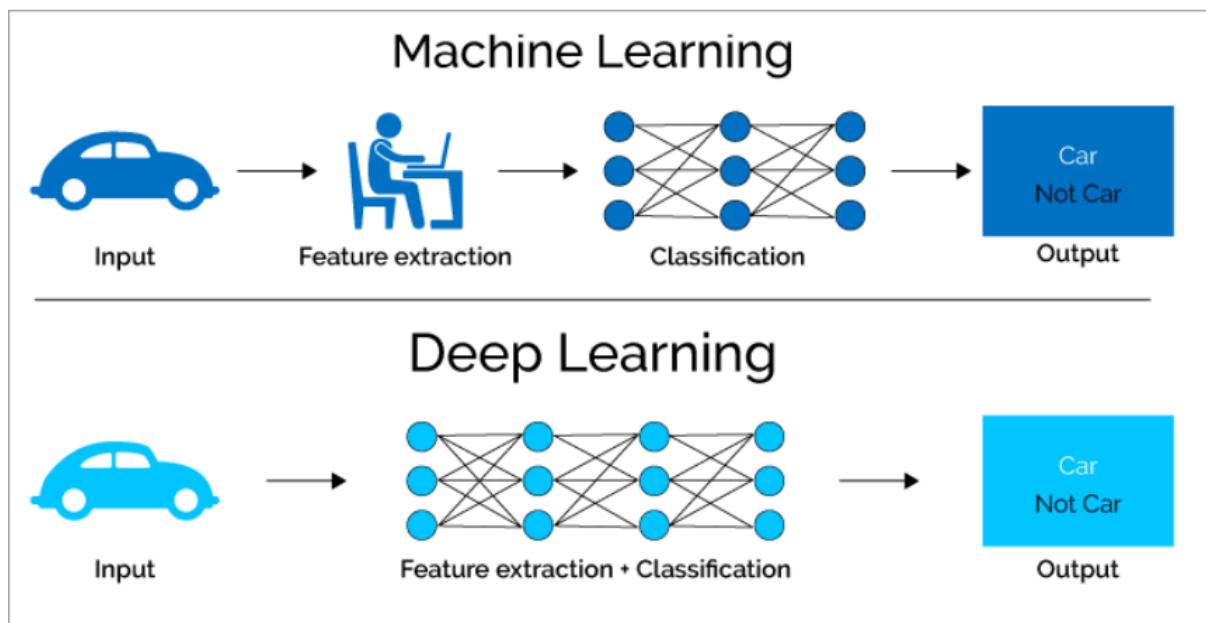 Machine Learning
Car
Not Car
Input
Feature extraction
Classification
Output
Deep Learning
Car
Not Car
Input
Feature extraction + Classification
Output